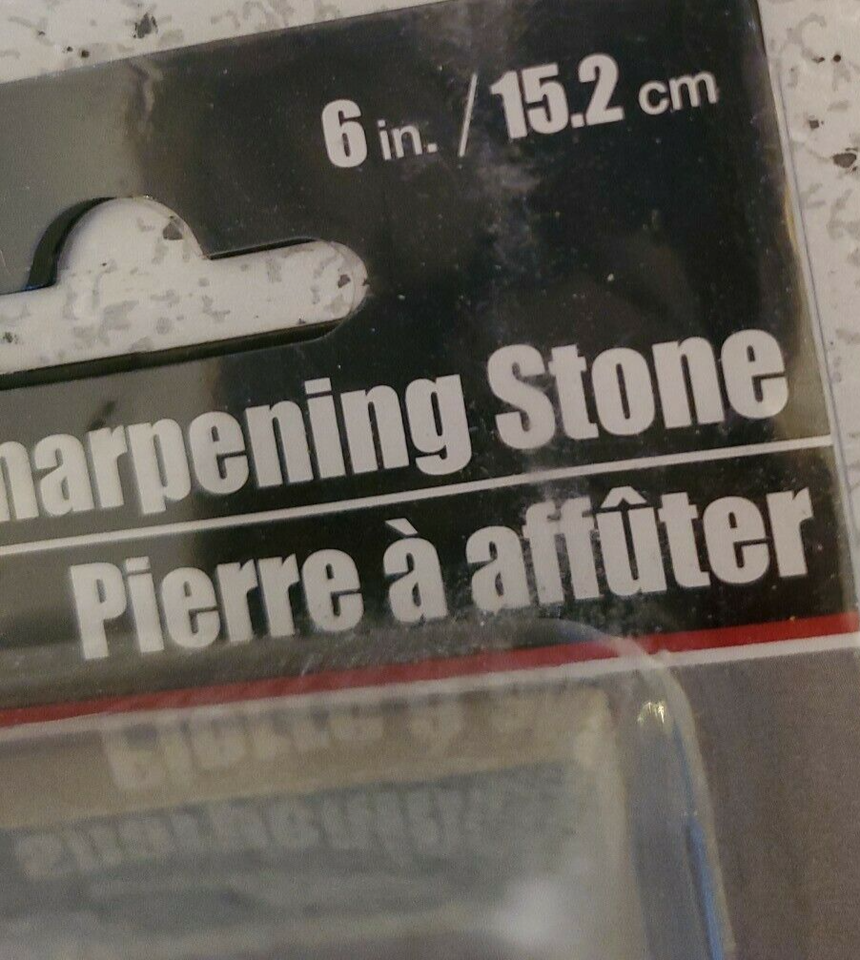 6 in. / 15.2 cm
harpening Stone
Pierre à affûter